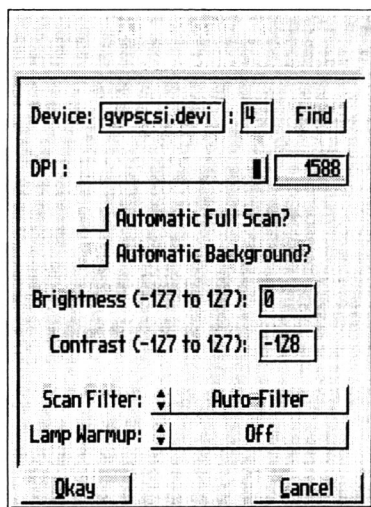 Device: gvpscsi.devi : 4 Find
DPI : 1588
Automatic Full Scan?
Automatic Background?
Brightness (-127 to 127): 0
Contrast (-127 to 127): -128
Scan Filter: Auto-Filter
Lamp Warmup: Off
Okay Cancel